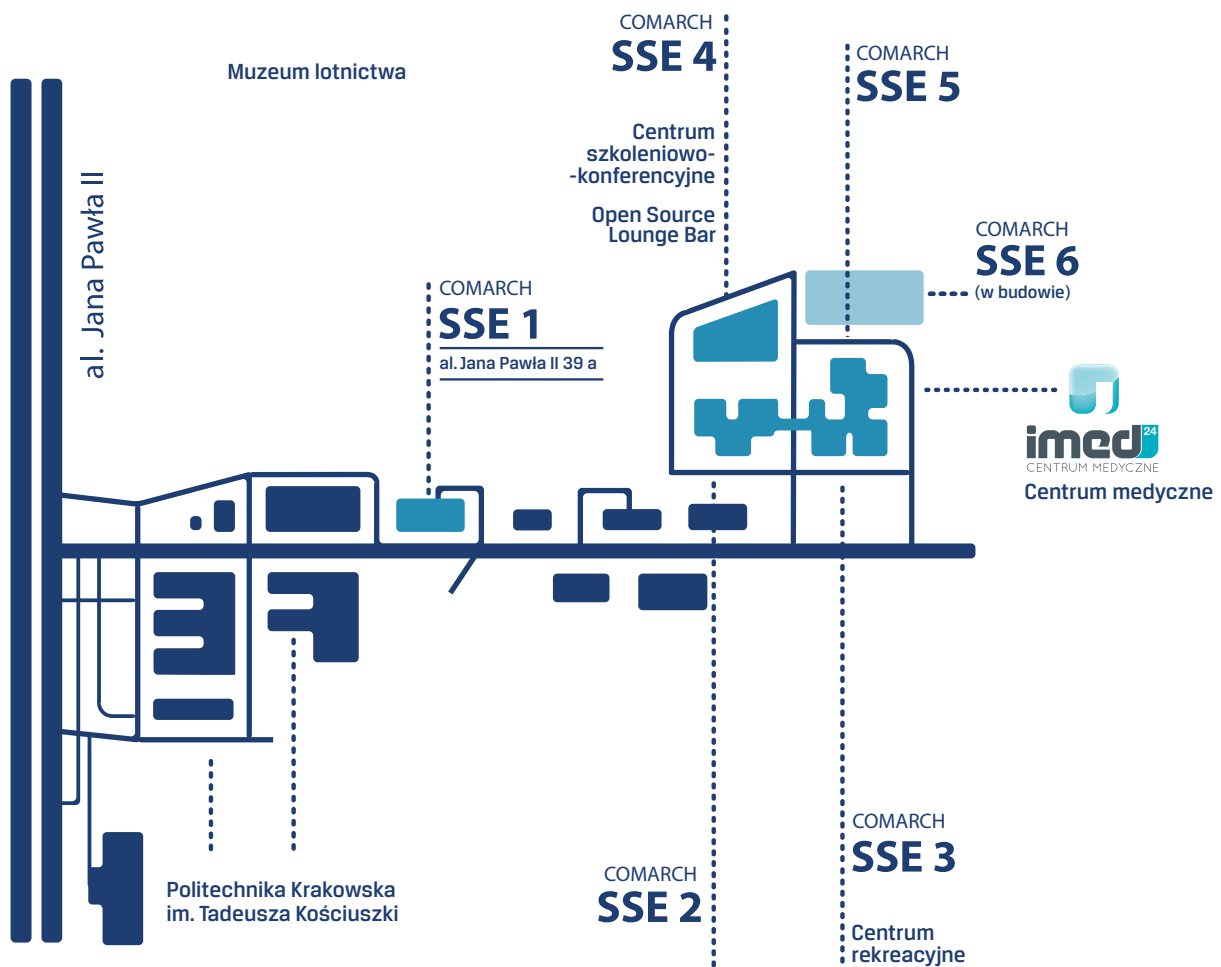 Muzeum lotnictwa
al. Jana Pawła II
COMARCH
SSE 4
Centrum
szkoleniowo-
-konferencyjne
Open Source
Lounge Bar
COMARCH
SSE 5
COMARCH
SSE 6
(w budowie)
COMARCH
SSE 1
al. Jana Pawła II 39 a
imed24
CENTRUM MEDYCZNE
Centrum medyczne
Politechnika Krakowska
im. Tadeusza Kościuszki
COMARCH
SSE 2
COMARCH
SSE 3
Centrum
rekreacyjne